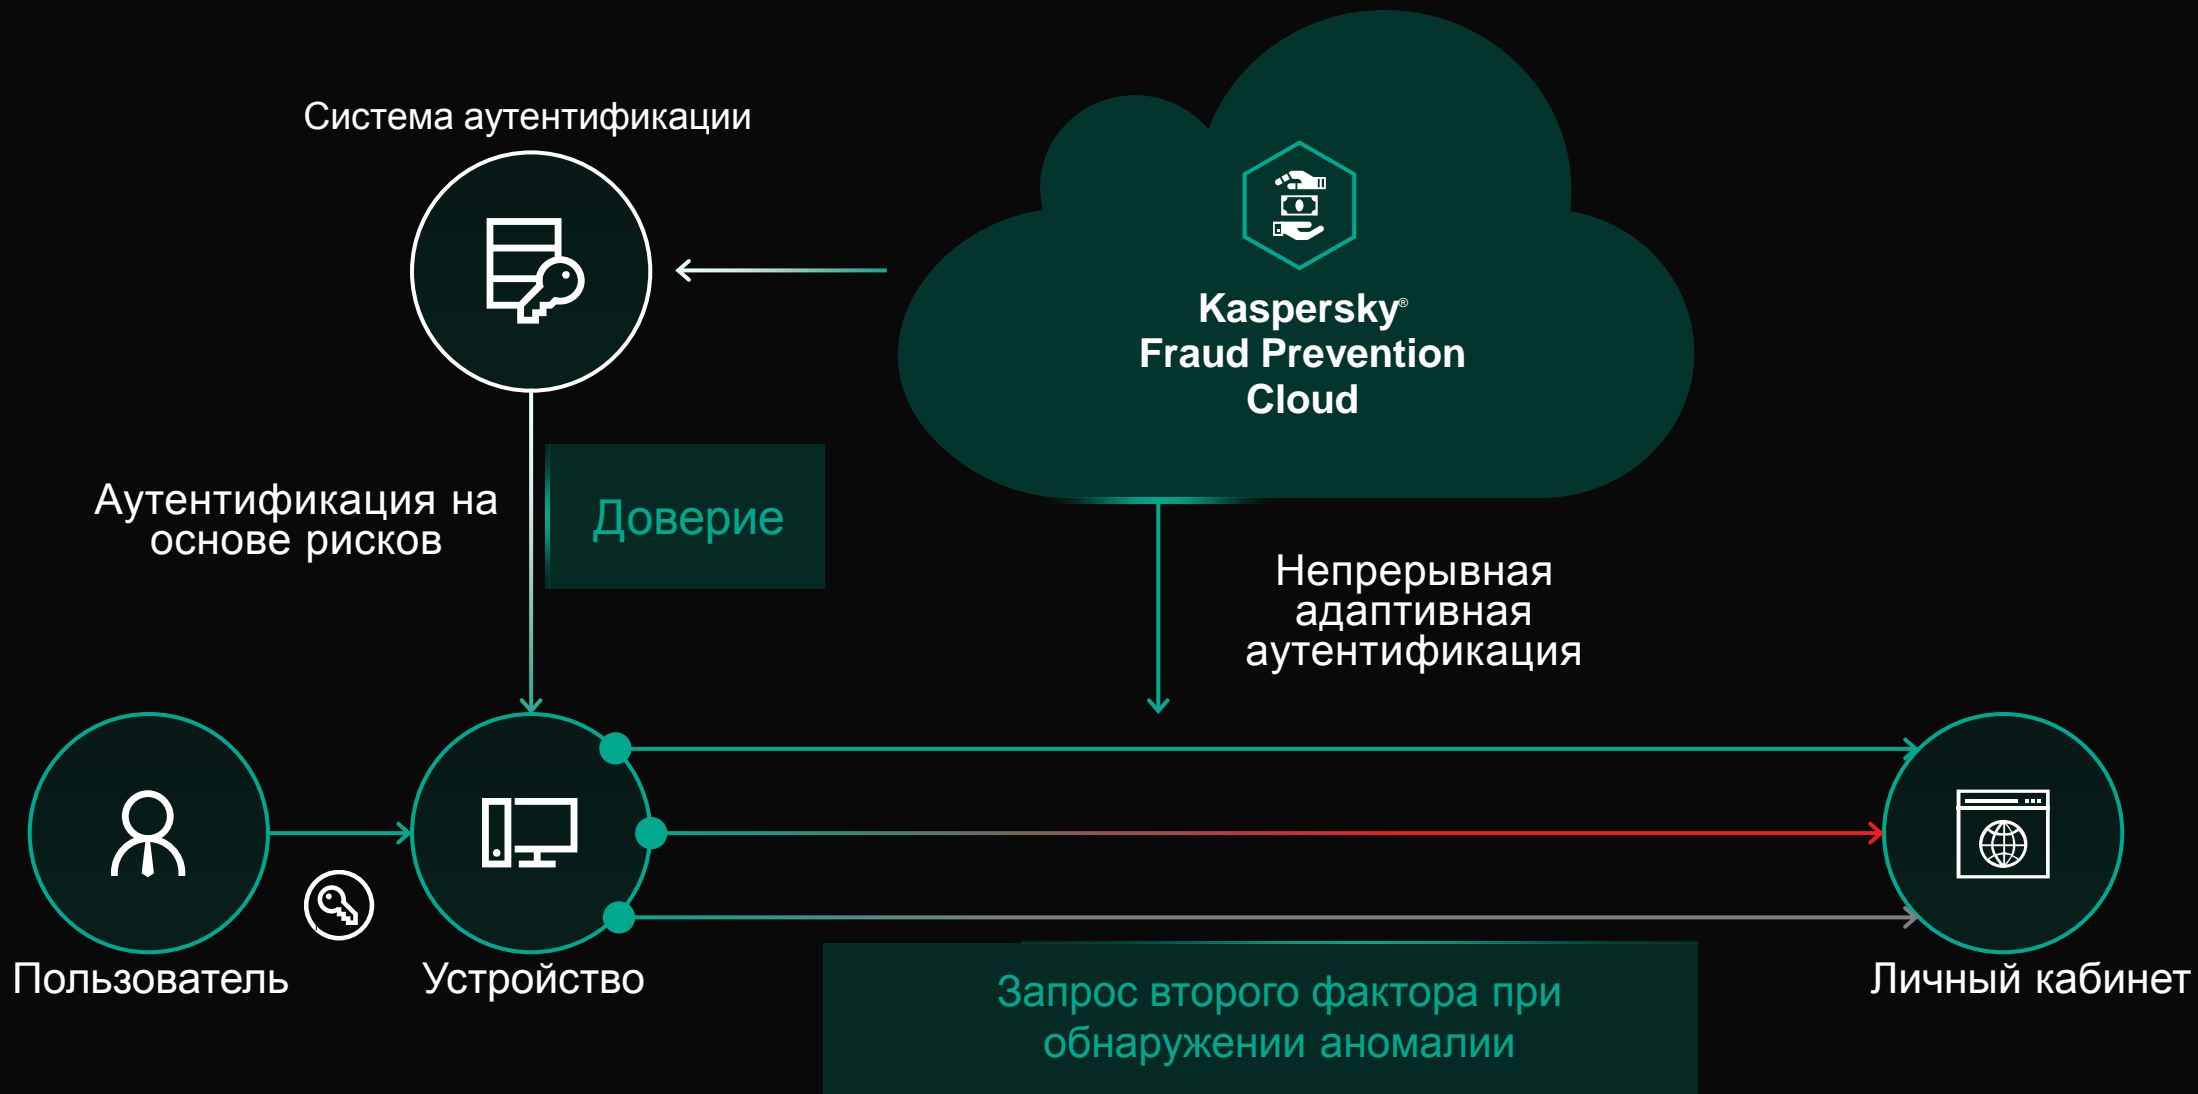 Система аутентификации
Kaspersky®
Fraud Prevention
Cloud
Аутентификация на
основе рисков
Доверие
Непрерывная
адаптивная
аутентификация
Пользователь
Устройство
Личный кабинет
Запрос второго фактора при
обнаружении аномалии